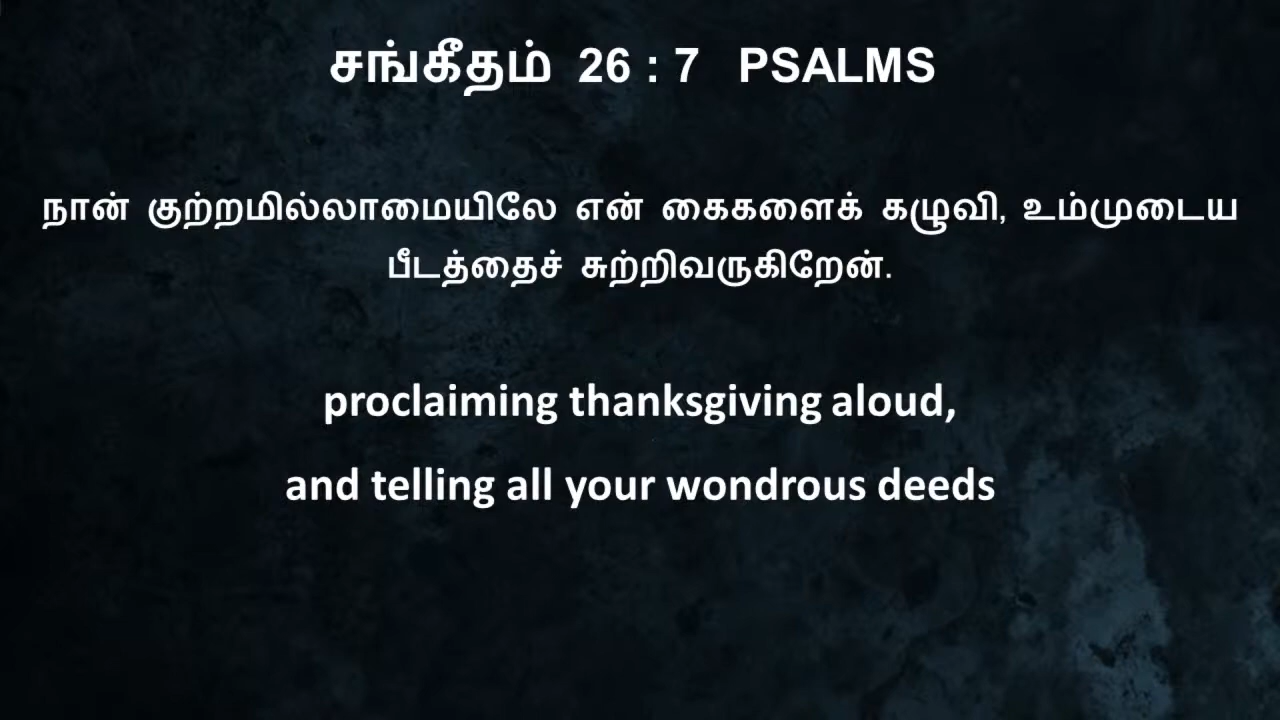 சங்கீதம் 26 : 7 PSALMS
நான் குற்றமில்லாமையிலே என் கைகளைக் கழுவி, உம்முடைய
பீடத்தைச் சுற்றிவருகிறேன்.
proclaiming thanksgiving aloud,
and telling all your wondrous deeds